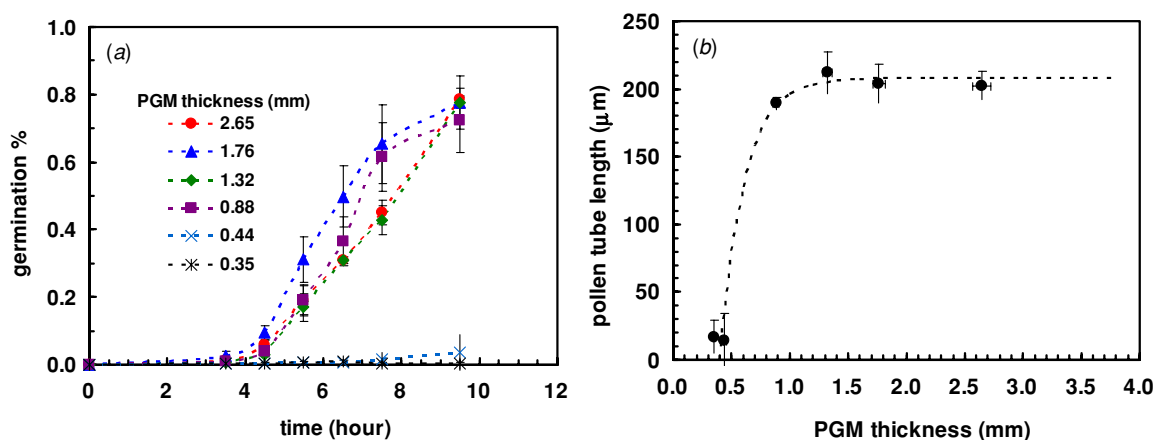 (a)
germination %
1.0
0.8
0.6
0.4
0.2
0.0
PGM thickness (mm)
2.65
1.76
1.32
0.88
0.44
0.35
0 2 4 6 8 10 12
time (hour)
(b)
pollen tube length (μm)
250
200
150
100
50
0
0.0 0.5 1.0 1.5 2.0 2.5 3.0 3.5 4.0
PGM thickness (mm)